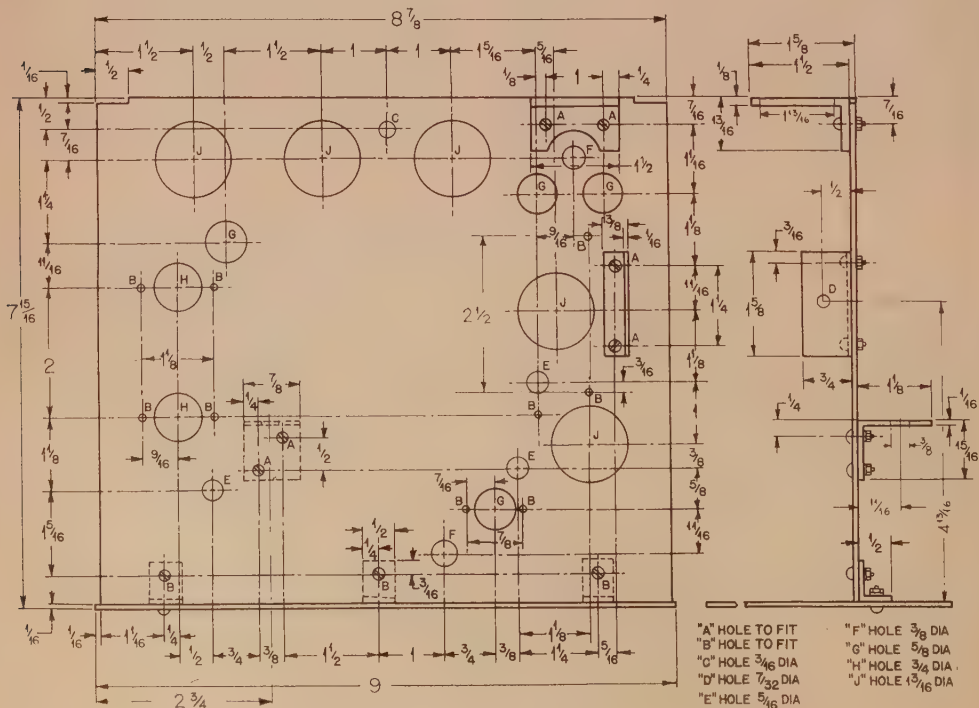 8 7/8
1 1/2 1/2 1 1/2 1 1 1 5/16 5/16
1/16 1/2 1/8 1 1/4
1/2 7/16
7 15/16
1 1/4
11/16
2
1 1/8
1 5/16
1/16
J J C J
A A
F
G G
G
7/16
11/16
1 1/2
1 1/8
3/8
9/16 1/16
B
A
B H B
J
11/16
1 1/4
2 1/2
A
1 1/8
1 1/8
7/8
3/16
E
B
1/4
B H B
B
1
J
A
1/2
9/16 A
E
E
3/8
7/16
5/8
B G B
1/2
7/8
11/16
1/4
F
B B B
3/16
1/16 1 1/16 1/4
1/2 3/4 3/8 1 1/2 1 3/4 3/8 1 1/8 1 1/4 5/16
9
2 3/4
1 5/8
1 1/2
1/8
13/16
1 13/16
7/16
1/2
3/16
1 5/8
D
3/4
1 1/8
1/4
1/16
15/16
3/8
11/16
1/2
4 13/16
"A" HOLE TO FIT
"B" HOLE TO FIT
"C" HOLE 3/16 DIA
"D" HOLE 7/32 DIA
"E" HOLE 5/16 DIA
"F" HOLE 3/8 DIA
"G" HOLE 5/8 DIA
"H" HOLE 3/4 DIA
"J" HOLE 1 3/16 DIA